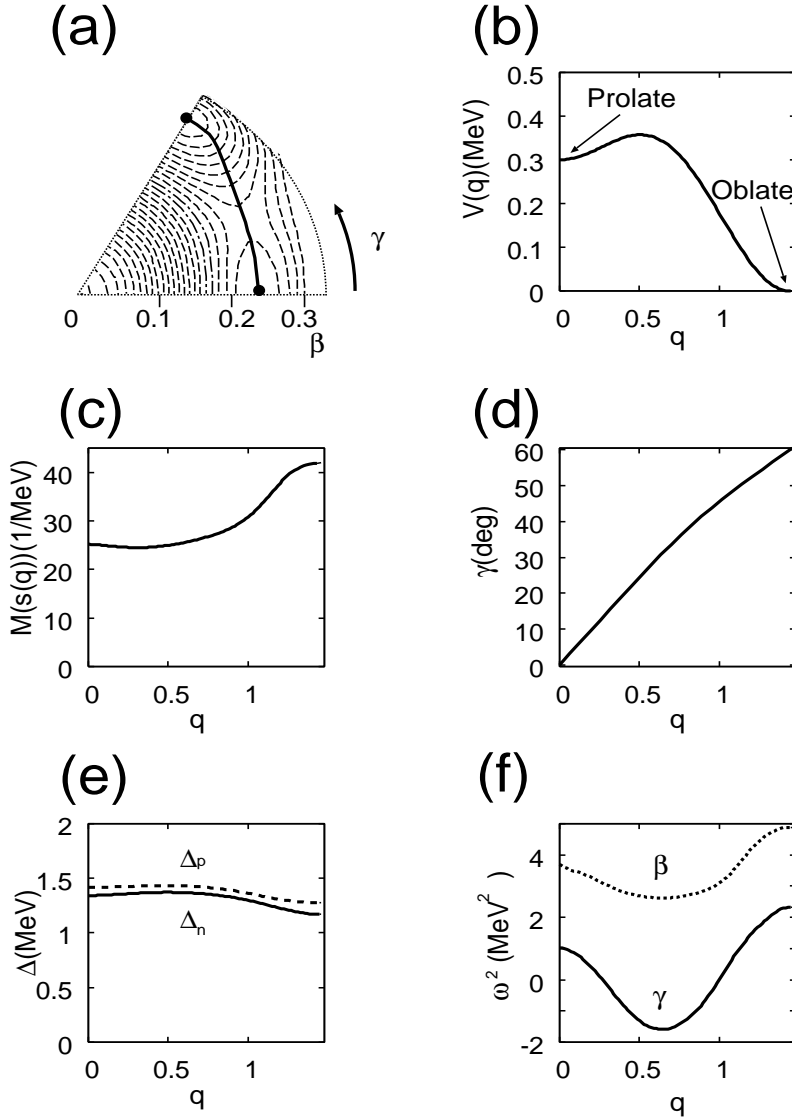 (a)
γ
0 0.1 0.2 0.3
β
(b)
V(q)(MeV)
0.5
0.4
0.3
0.2
0.1
0
Prolate
Oblate
0 0.5 1
q
(c)
M(s(q))(1/MeV)
40
30
20
10
0
0 0.5 1
q
(d)
γ(deg)
60
50
40
30
20
10
0
0 0.5 1
q
(e)
Δ(MeV)
2
1.5
1
0.5
0
Δp
Δn
0 0.5 1
q
(f)
ω² (MeV²)
4
2
0
-2
β
γ
0 0.5 1
q